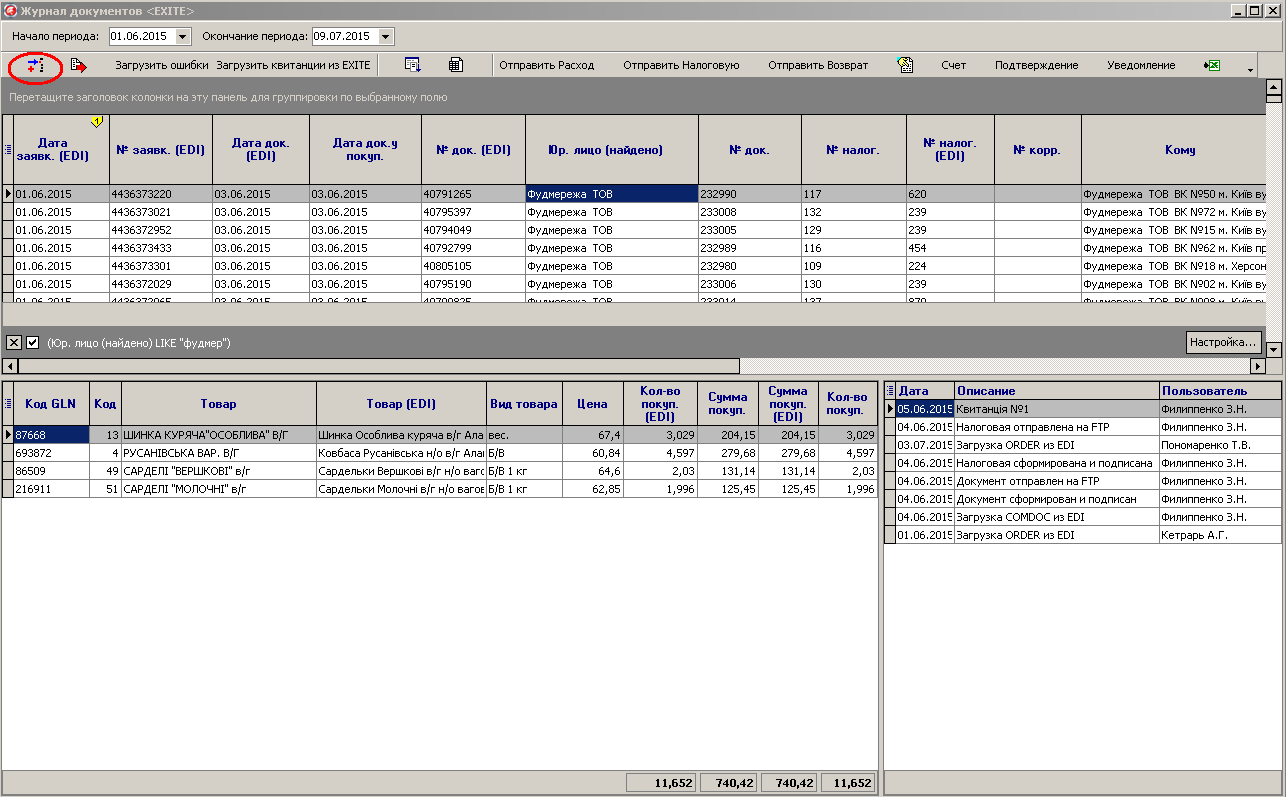 Журнал документов <EXITE>
Начало периода: 01.06.2015 Окончание периода: 09.07.2015
Загрузить ошибки Загрузить квитанции из EXITE Отправить Расход Отправить Налоговую Отправить Возврат Счет Подтверждение Уведомление
Перетащите заголовок колонки на эту панель для группировки по выбранному полю
1
Дата заявк. (EDI) № заявк. (EDI) Дата док. (EDI) Дата док.у покуп. № док. (EDI) Юр. лицо (найдено) № док. № налог. № налог. (EDI) № корр. Кому
01.06.2015 4436373220 03.06.2015 03.06.2015 40791265 Фудмережа ТОВ 232990 117 620 Фудмережа ТОВ ВК №50 м. Київ ву
01.06.2015 4436373021 03.06.2015 03.06.2015 40795397 Фудмережа ТОВ 233008 132 239 Фудмережа ТОВ ВК №72 м. Київ ву
01.06.2015 4436372952 03.06.2015 03.06.2015 40794049 Фудмережа ТОВ 233005 129 239 Фудмережа ТОВ ВК №15 м. Київ ву
01.06.2015 4436373433 03.06.2015 03.06.2015 40792799 Фудмережа ТОВ 232989 116 454 Фудмережа ТОВ ВК №62 м. Київ пр
01.06.2015 4436373301 03.06.2015 03.06.2015 40805105 Фудмережа ТОВ 232980 109 224 Фудмережа ТОВ ВК №18 м. Херсон
01.06.2015 4436372029 03.06.2015 03.06.2015 40795190 Фудмережа ТОВ 233006 130 239 Фудмережа ТОВ ВК №02 м. Київ ву
(Юр. лицо (найдено) LIKE "фудмер")
Настройка...
Код GLN Код Товар Товар (EDI) Вид товара Цена Кол-во покуп. (EDI) Сумма покуп. Сумма покуп. (EDI) Кол-во покуп.
87668 13 ШИНКА КУРЯЧА"ОСОБЛИВА" В/Г Шинка Особлива куряча в/г Ала вес. 67,4 3,029 204,15 204,15 3,029
693872 4 РУСАНІВСЬКА ВАР. В/Г Ковбаса Русанівська н/о в/г Алан Б/В 60,84 4,597 279,68 279,68 4,597
86509 49 САРДЕЛІ "ВЕРШКОВІ" в/г Сардельки Вершкові в/г н/о ваго Б/В 1 кг 64,6 2,03 131,14 131,14 2,03
216911 51 САРДЕЛІ "МОЛОЧНІ" в/г Сардельки Молочні в/г н/о вагов Б/В 1 кг 62,85 1,996 125,45 125,45 1,996
11,652 740,42 740,42 11,652
Дата Описание Пользователь
05.06.2015 Квитанція №1 Филиппенко З.Н.
04.06.2015 Налоговая отправлена на FTP Филиппенко З.Н.
03.07.2015 Загрузка ORDER из EDI Пономаренко Т.В.
04.06.2015 Налоговая сформирована и подписана Филиппенко З.Н.
04.06.2015 Документ отправлен на FTP Филиппенко З.Н.
04.06.2015 Документ сформирован и подписан Филиппенко З.Н.
04.06.2015 Загрузка COMDOC из EDI Филиппенко З.Н.
01.06.2015 Загрузка ORDER из EDI Кетрарь А.Г.